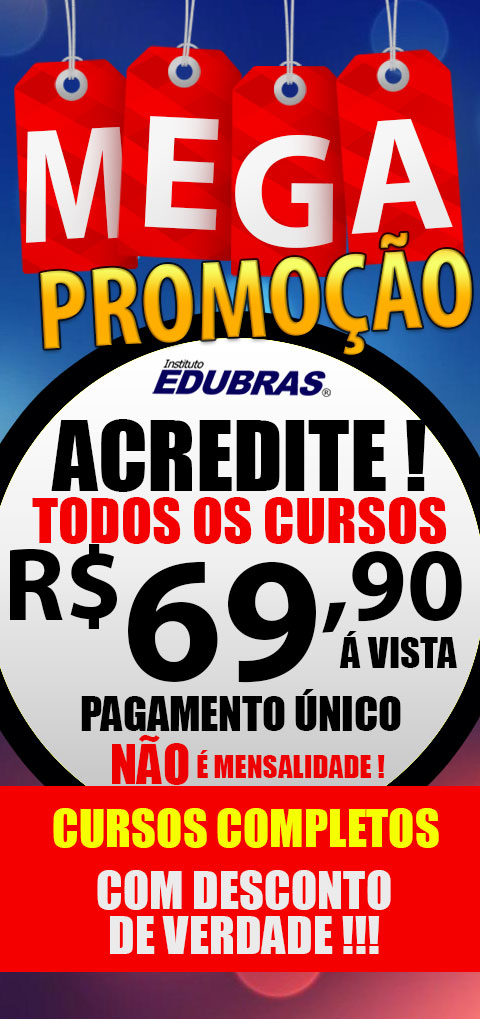 MEGA
PROMOÇÃO
Instituto
EDUBRAS®
ACREDITE !
TODOS OS CURSOS
R$ 69,90
Á VISTA
PAGAMENTO ÚNICO
NÃO É MENSALIDADE !
CURSOS COMPLETOS
COM DESCONTO
DE VERDADE !!!